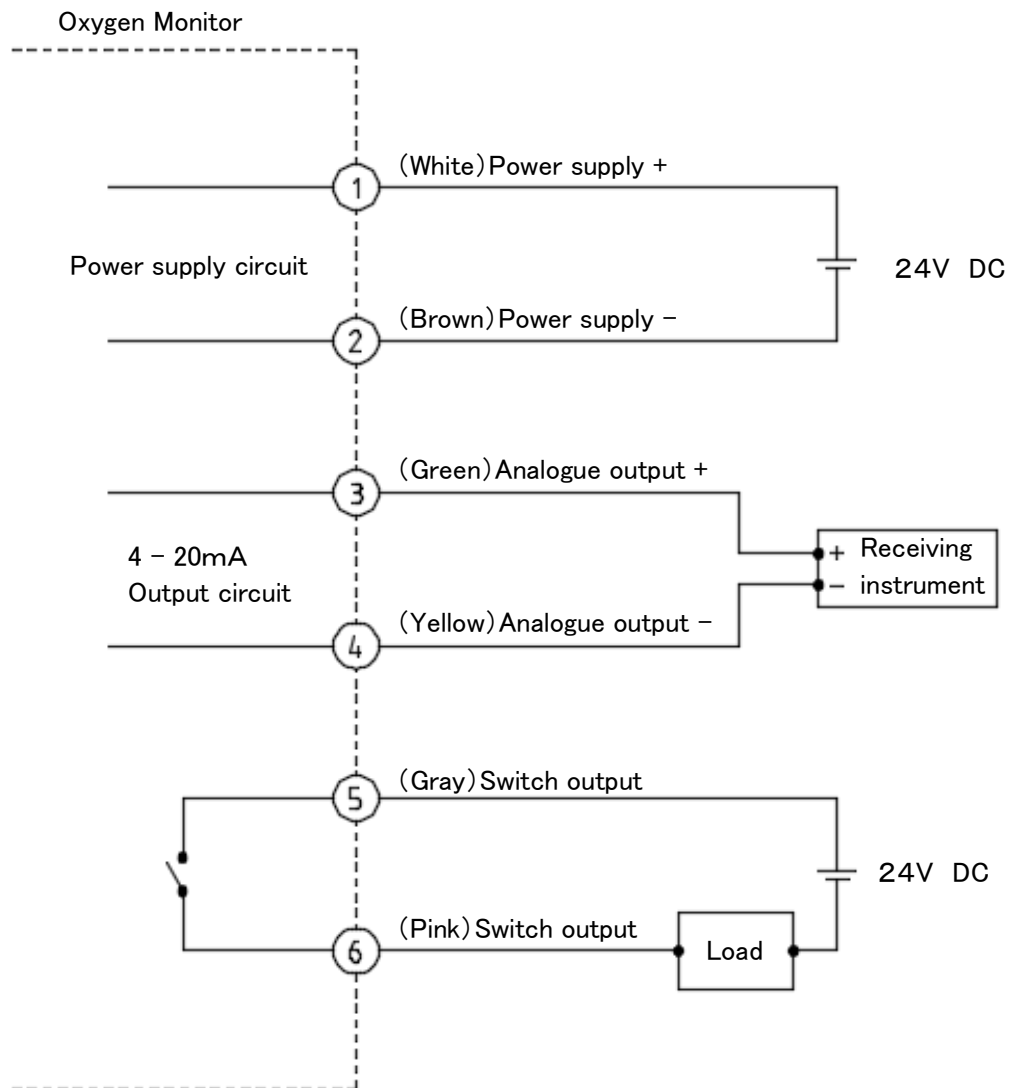 Oxygen Monitor
1
(White)Power supply +
Power supply circuit
24V DC
2
(Brown)Power supply −
3
(Green)Analogue output +
4 − 20mA
Output circuit
+ Receiving
− instrument
4
(Yellow)Analogue output −
5
(Gray)Switch output
24V DC
6
(Pink)Switch output
Load